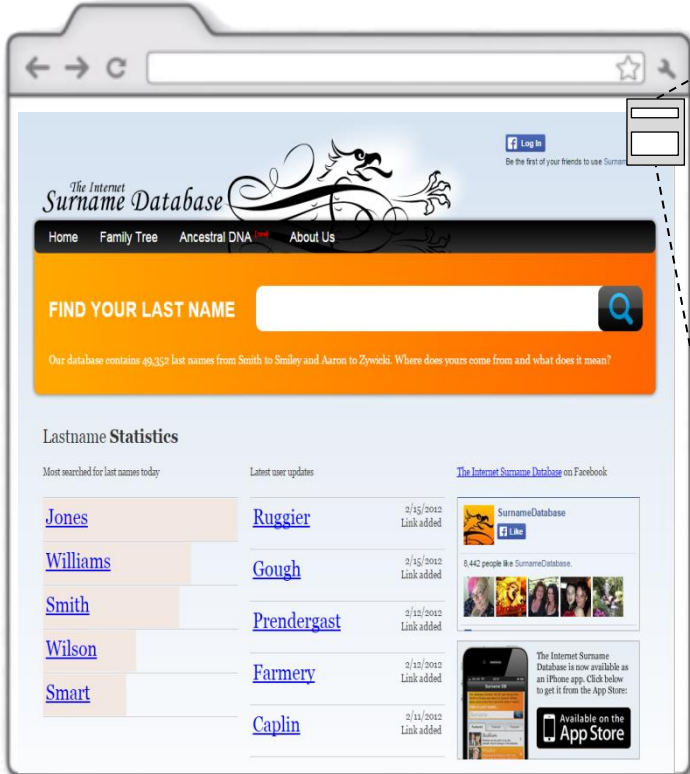 Log In
Be the first of your friends to use Surname
The Internet
Surname Database
Home Family Tree Ancestral DNA About Us
FIND YOUR LAST NAME
Our database contains 49,352 last names from Smith to Smiley and Aaron to Zywicki. Where does yours come from and what does it mean?
Lastname Statistics
Most searched for last names today
Jones
Williams
Smith
Wilson
Smart
Latest user updates
Ruggier 2/15/2012
Link added
Gough 2/15/2012
Link added
Prendergast 2/12/2012
Link added
Farmery 2/12/2012
Link added
Caplin 2/11/2012
Link added
The Internet Surname Database on Facebook
SurnameDatabase
Like
8,442 people like SurnameDatabase.
The Internet Surname
Database is now available as
an iPhone app. Click below
to get it from the App Store:
Available on the
App Store